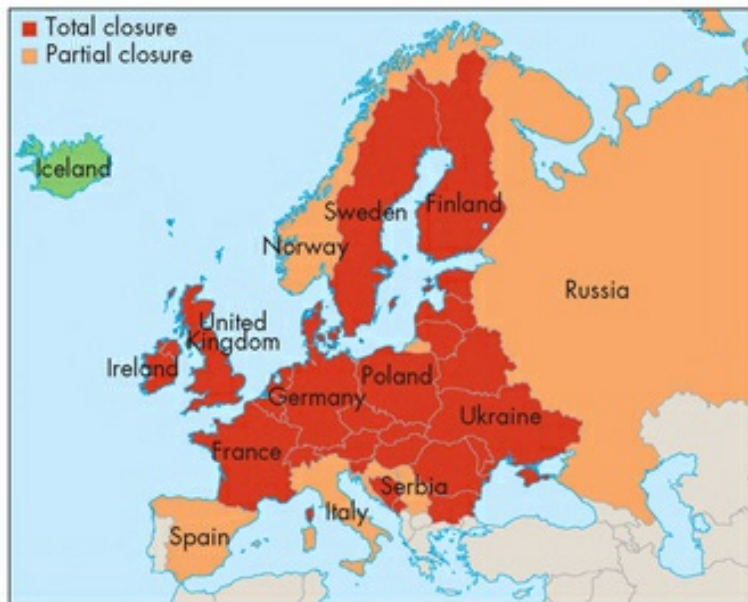 Total closure
Partial closure
Iceland
Sweden
Finland
Norway
Russia
United
Kingdom
Ireland
Poland
Germany
Ukraine
France
Serbia
Italy
Spain